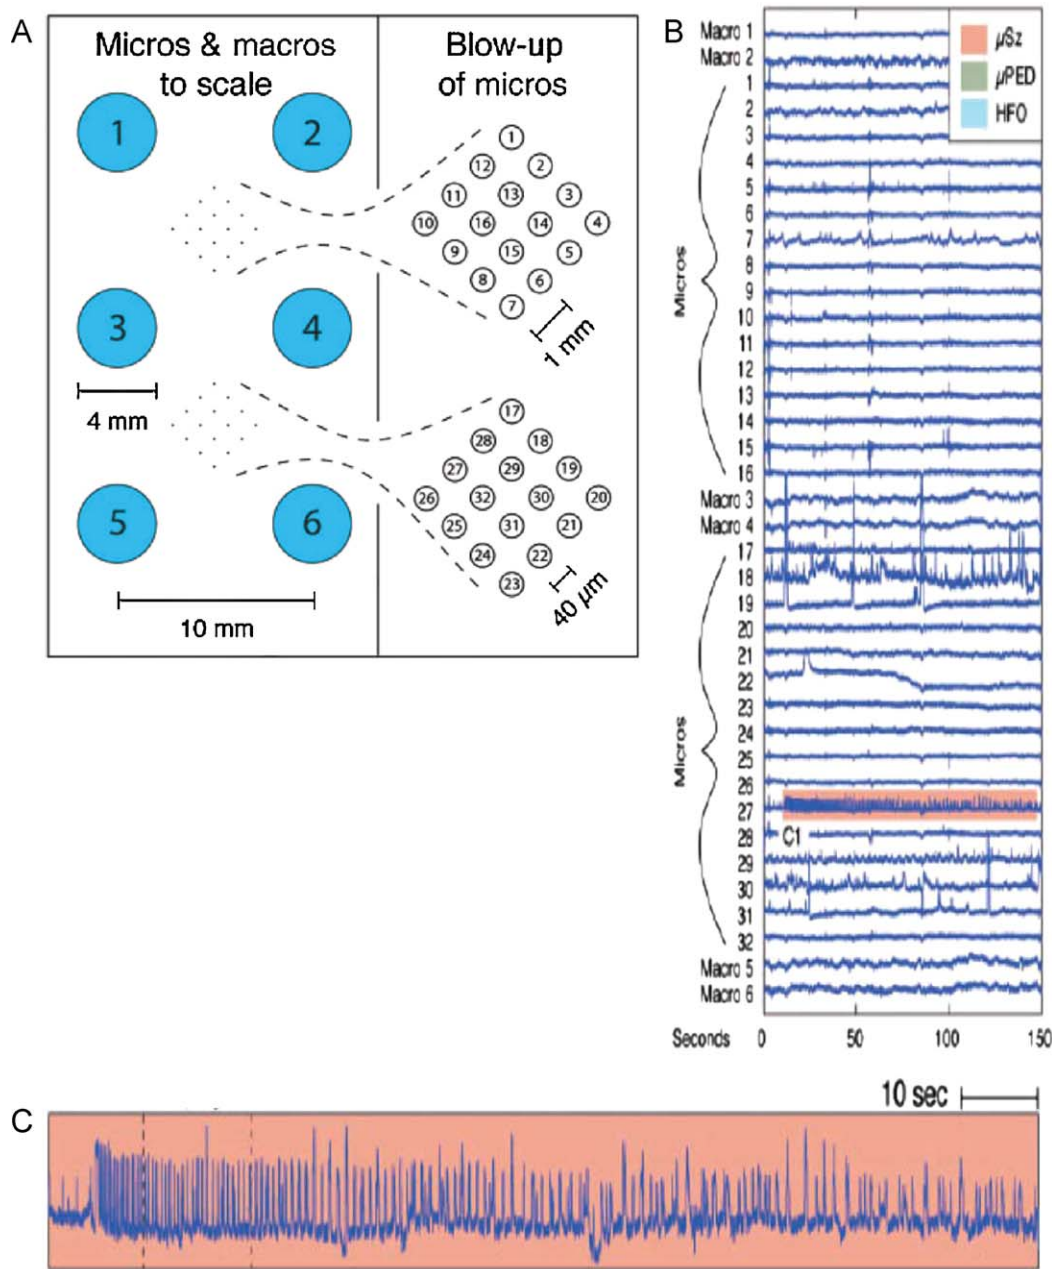 A
Micros & macros
to scale
Blow-up
of micros
1
2
3
4
5
6
4 mm
10 mm
1
12
2
11
13
3
10
16
14
4
9
15
5
8
6
7
1 mm
17
28
18
27
29
19
26
32
30
20
25
31
21
24
22
23
40 µm
B
µSz
µPED
HFO
Macro 1
Macro 2
1
2
3
4
5
6
7
8
9
10
11
12
13
14
15
16
Micros
Macro 3
Macro 4
17
18
19
20
21
22
23
24
25
26
27
28
29
30
31
32
Micros
C1
Macro 5
Macro 6
Seconds 0 50 100 150
C
10 sec